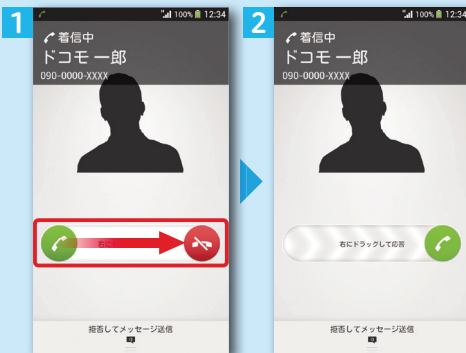 1
100% 12:34
着信中
ドコモ 一郎
090-0000-XXXX
右に
拒否してメッセージ送信
2
100% 12:34
着信中
ドコモ 一郎
090-0000-XXXX
右にドラッグして応答
拒否してメッセージ送信